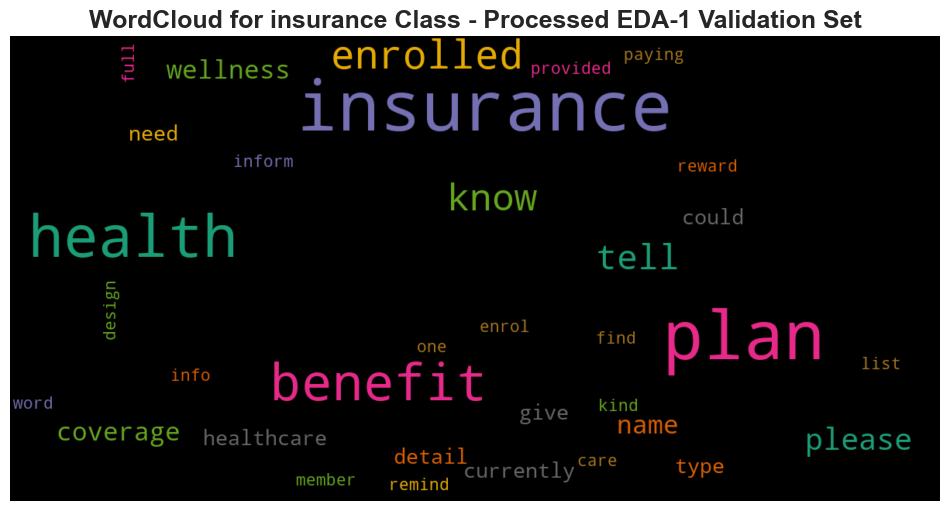 WordCloud for insurance Class - Processed EDA-1 Validation Set
full
wellness
enrolled
provided
paying
insurance
need
inform
reward
know
could
health
tell
design
enrol
one
find
plan
list
info
benefit
word
kind
give
name
coverage
healthcare
please
detail
currently
care
type
member
remind